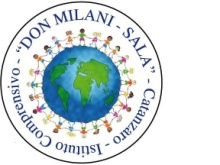 "DON MILANI - SALA" - Catanzaro - Istituto Comprensivo -